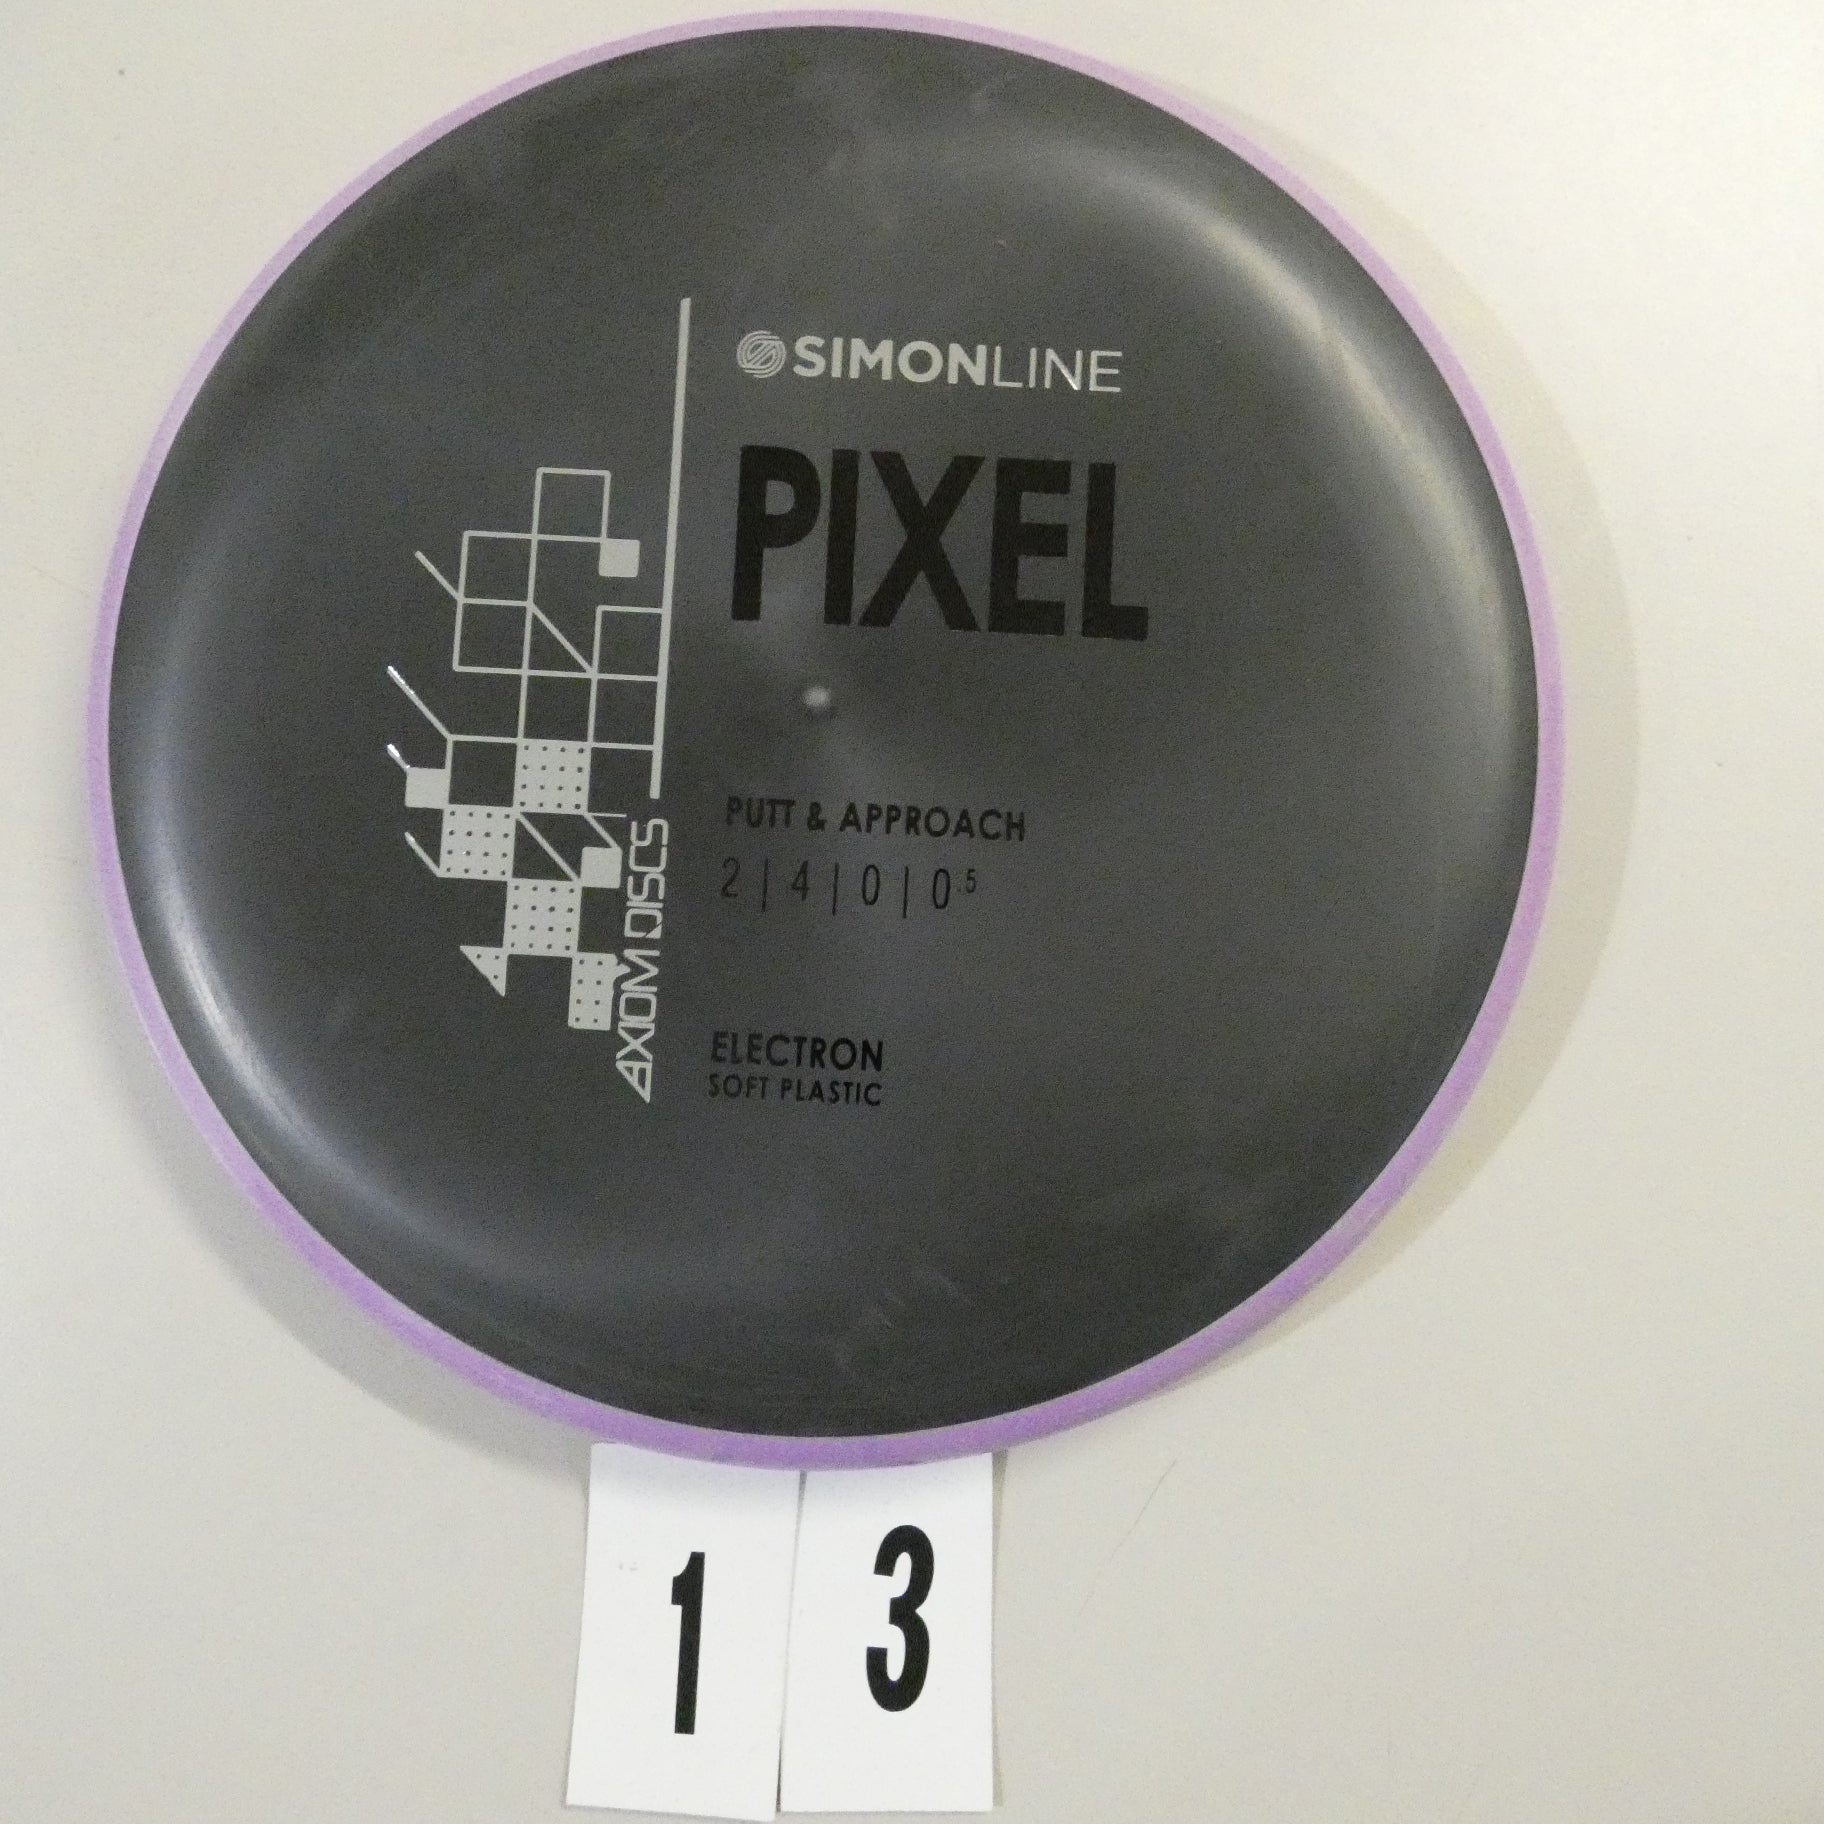 SIMONLINE
PIXEL
PUTT & APPROACH
2 | 4 | 0 | 0.5
AXIOM DISCS
ELECTRON
SOFT PLASTIC
1 3